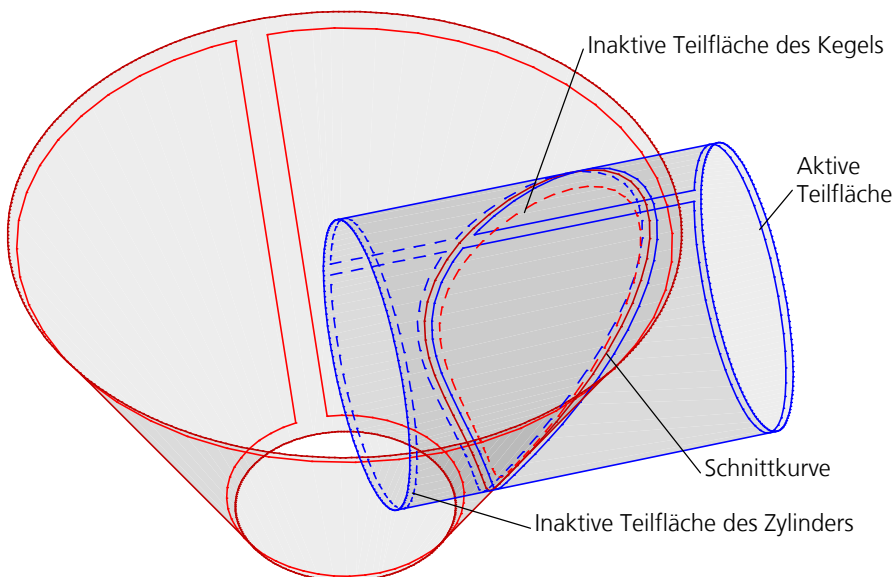 Inaktive Teilfläche des Kegels
Aktive
Teilfläche
Schnittkurve
Inaktive Teilfläche des Zylinders